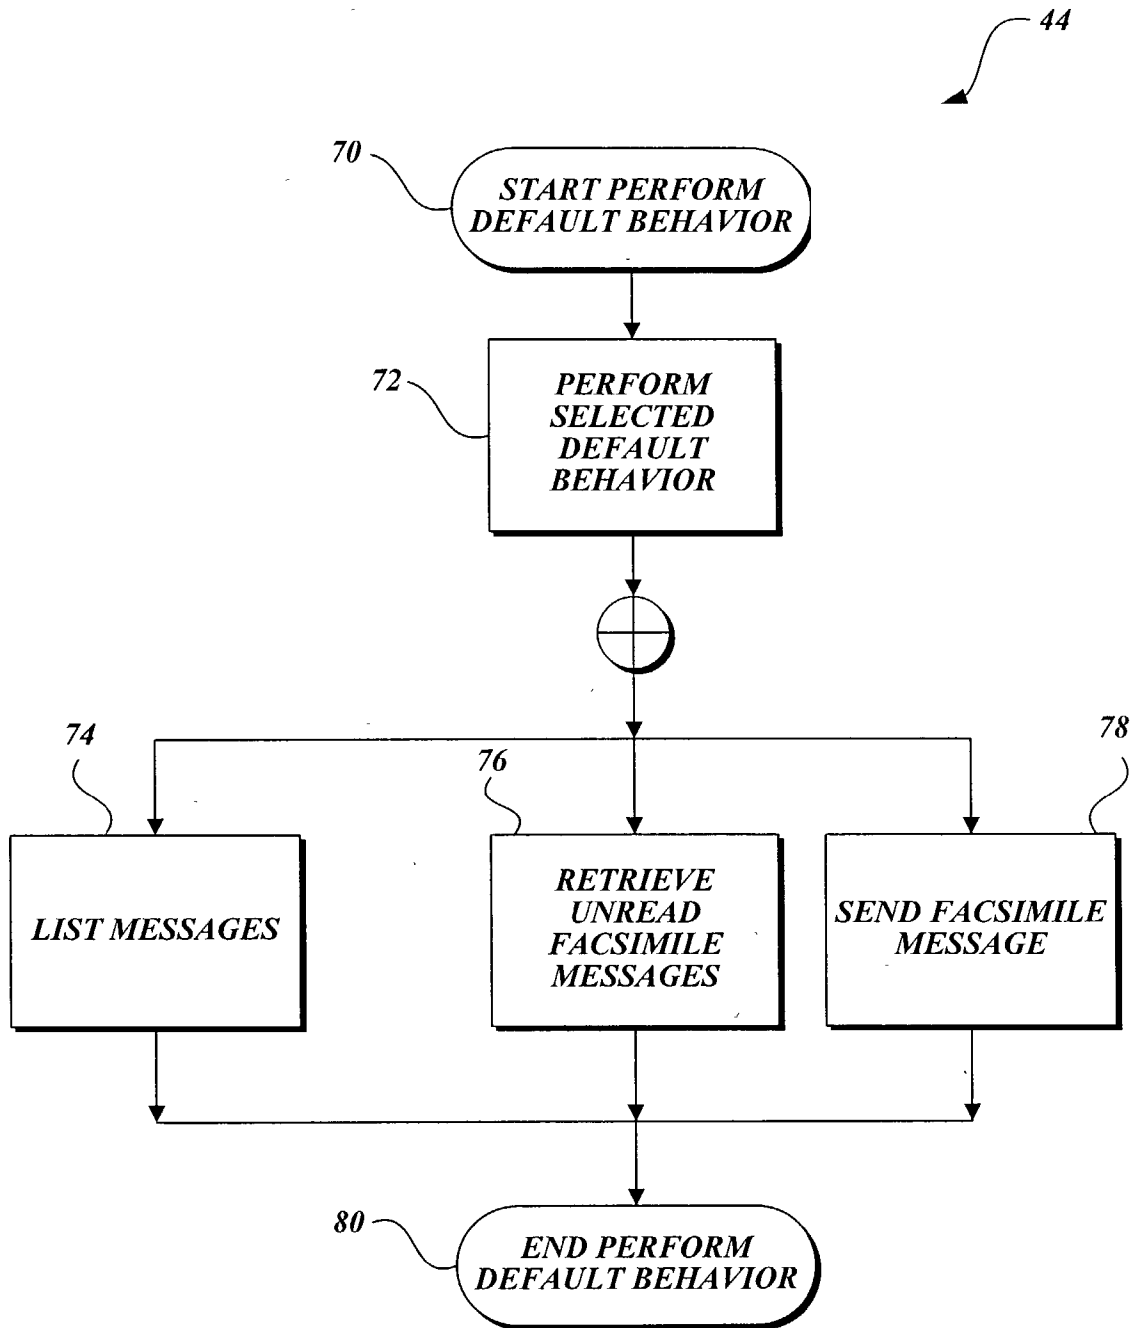 44
70
START PERFORM
DEFAULT BEHAVIOR
72
PERFORM
SELECTED
DEFAULT
BEHAVIOR
74
76
78
LIST MESSAGES
RETRIEVE
UNREAD
FACSIMILE
MESSAGES
SEND FACSIMILE
MESSAGE
80
END PERFORM
DEFAULT BEHAVIOR